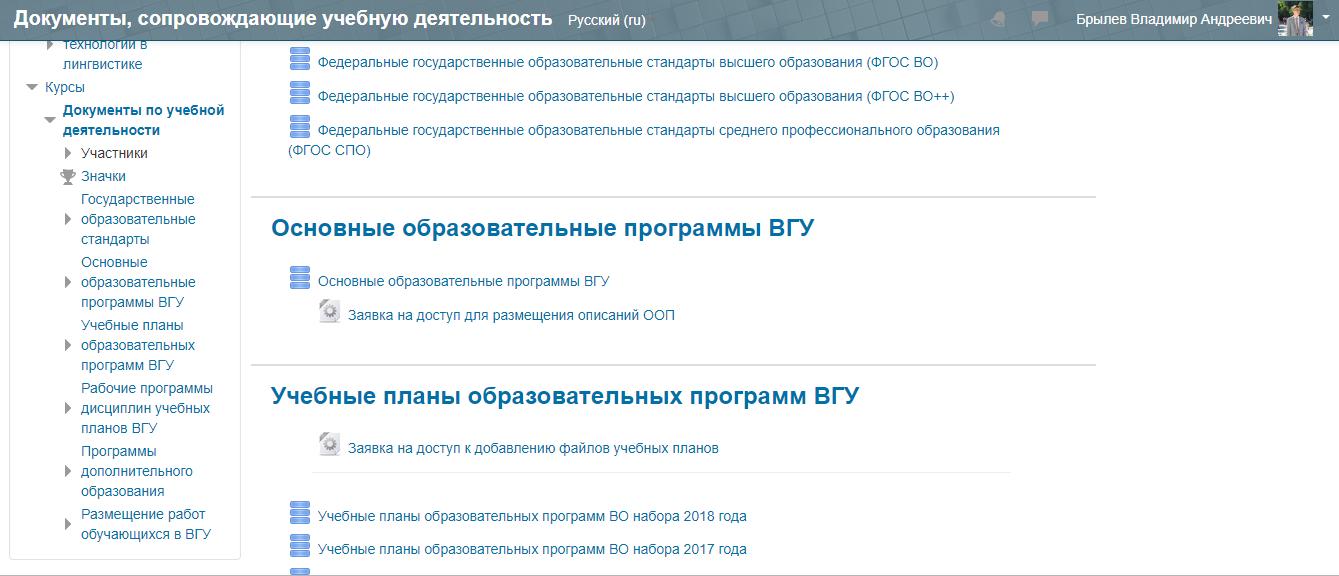 Документы, сопровождающие учебную деятельность Русский (ru) Брылев Владимир Андреевич
технологии в
лингвистике
Курсы
Документы по учебной
деятельности
Участники
Значки
Государственные
образовательные
стандарты
Основные
образовательные
программы ВГУ
Учебные планы
образовательных
программ ВГУ
Рабочие программы
дисциплин учебных
планов ВГУ
Программы
дополнительного
образования
Размещение работ
обучающихся в ВГУ
Федеральные государственные образовательные стандарты высшего образования (ФГОС ВО)
Федеральные государственные образовательные стандарты высшего образования (ФГОС ВО++)
Федеральные государственные образовательные стандарты среднего профессионального образования
(ФГОС СПО)
Основные образовательные программы ВГУ
Основные образовательные программы ВГУ
Заявка на доступ для размещения описаний ООП
Учебные планы образовательных программ ВГУ
Заявка на доступ к добавлению файлов учебных планов
Учебные планы образовательных программ ВО набора 2018 года
Учебные планы образовательных программ ВО набора 2017 года